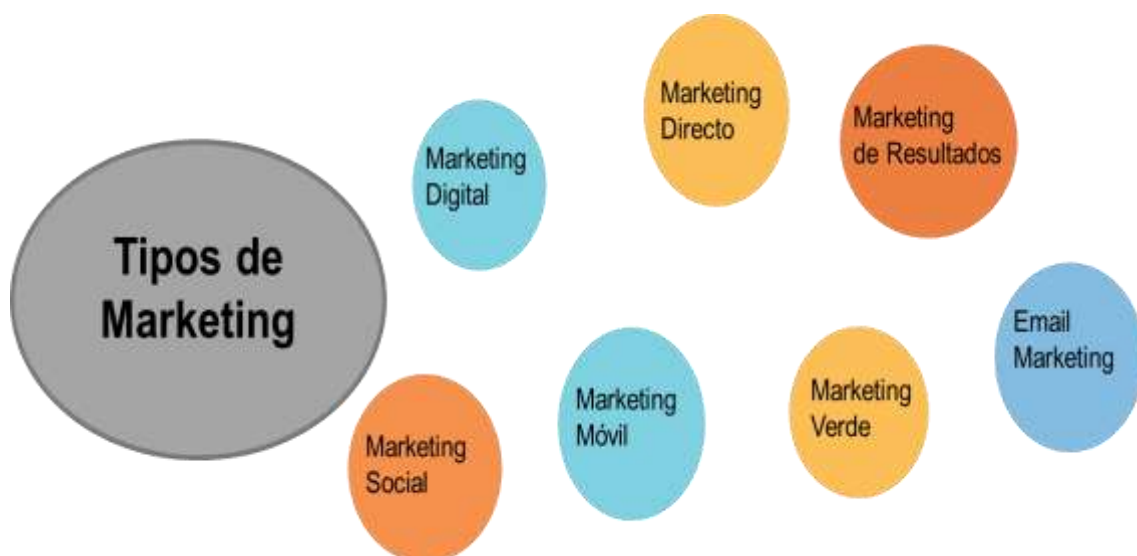 Tipos de
Marketing
Marketing
Digital
Marketing
Directo
Marketing
de Resultados
Email
Marketing
Marketing
Social
Marketing
Móvil
Marketing
Verde